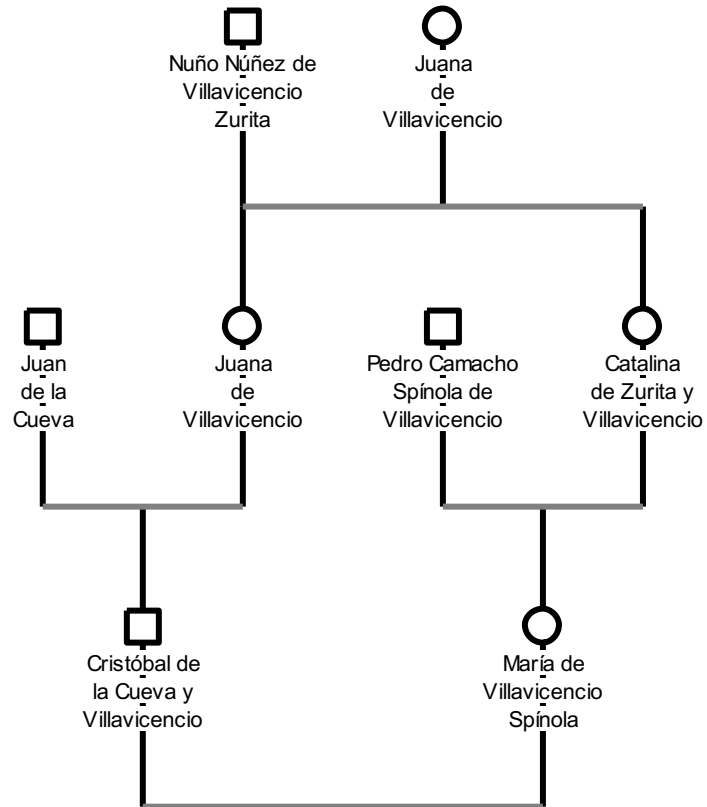 Nuño Núñez de
Villavicencio
Zurita
Juana
de
Villavicencio
Juan
de la
Cueva
Juana
de
Villavicencio
Pedro Camacho
Spínola de
Villavicencio
Catalina
de Zurita y
Villavicencio
Cristóbal de
la Cueva y
Villavicencio
María de
Villavicencio
Spínola